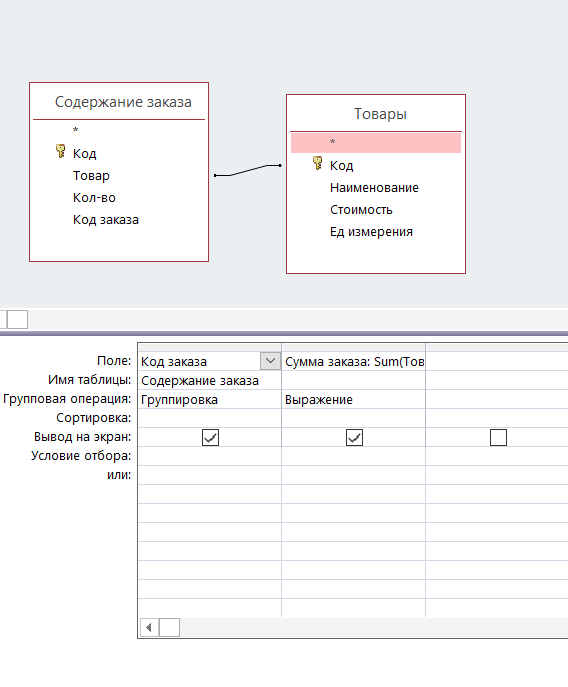 Содержание заказа
*
Код
Товар
Кол-во
Код заказа
Товары
*
Код
Наименование
Стоимость
Ед измерения
Поле: Код заказа Сумма заказа: Sum(Тов
Имя таблицы: Содержание заказа
Групповая операция: Группировка Выражение
Сортировка:
Вывод на экран:
Условие отбора:
или: